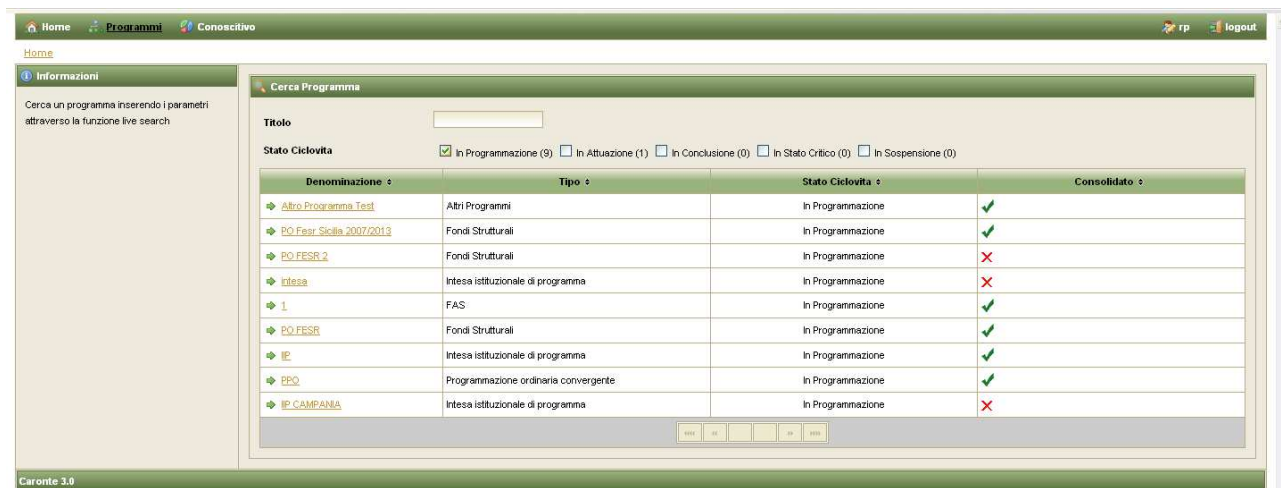 Home Programmi Conoscitivo rp logout
Home
Informazioni
Cerca un programma inserendo i parametri
attraverso la funzione live search
Cerca Programma
Titolo
Stato Ciclovita In Programmazione (9) In Attuazione (1) In Conclusione (0) In Stato Critico (0) In Sospensione (0)
Denominazione Tipo Stato Ciclovita Consolidato
Altro Programma Test Altri Programmi In Programmazione
PO Fesr Sicilia 2007/2013 Fondi Strutturali In Programmazione
PO FESR 2 Fondi Strutturali In Programmazione
Intesa Intesa istituzionale di programma In Programmazione
1 FAS In Programmazione
PO FESR Fondi Strutturali In Programmazione
IIP Intesa istituzionale di programma In Programmazione
PPO Programmazione ordinaria convergente In Programmazione
IIP CAMPANIA Intesa istituzionale di programma In Programmazione
«« « » »»
Caronte 3.0